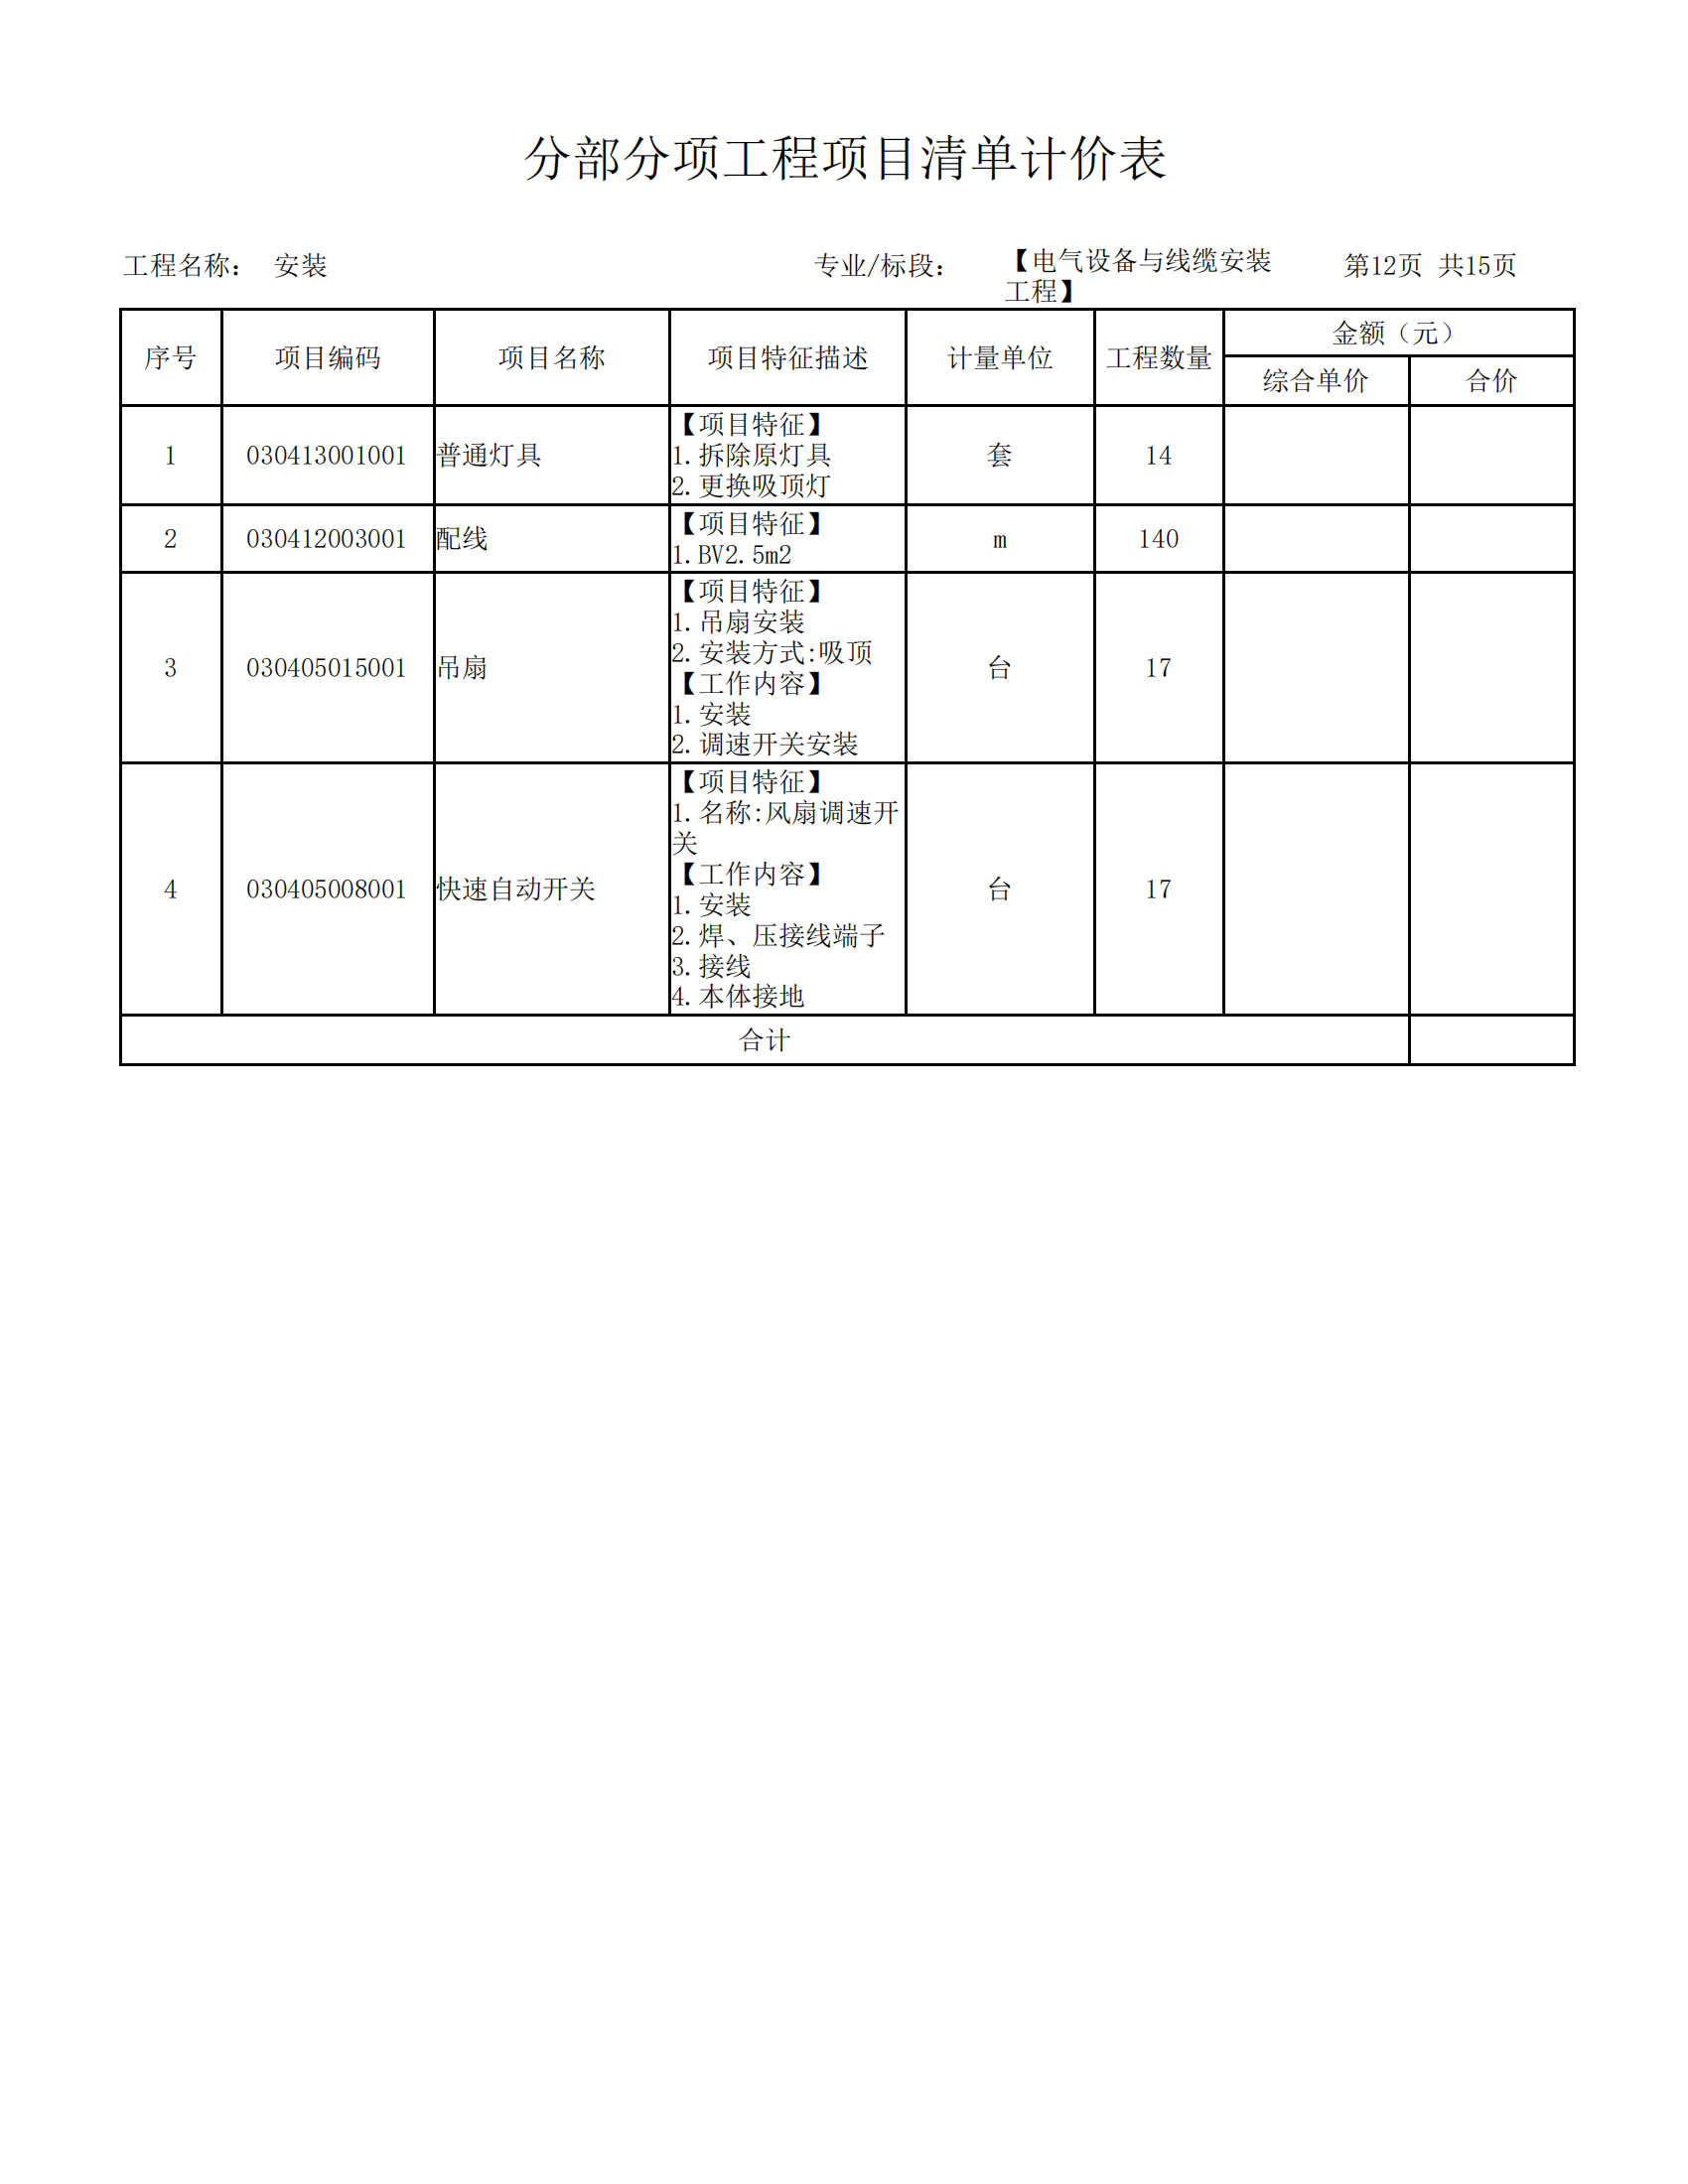 分部分项工程项目清单计价表
工程名称： 安装 专业/标段： 【电气设备与线缆安装 第12页 共15页
工程】
序号 项目编码 项目名称 项目特征描述 计量单位 工程数量 金额（元）
综合单价 合价
1 030413001001 普通灯具 【项目特征】 套 14
1.拆除原灯具
2.更换吸顶灯
2 030412003001 配线 【项目特征】 m 140
1.BV2.5m2
3 030405015001 吊扇 【项目特征】 台 17
1.吊扇安装
2.安装方式:吸顶
【工作内容】
1.安装
2.调速开关安装
4 030405008001 快速自动开关 【项目特征】 台 17
1.名称:风扇调速开
关
【工作内容】
1.安装
2.焊、压接线端子
3.接线
4.本体接地
合计